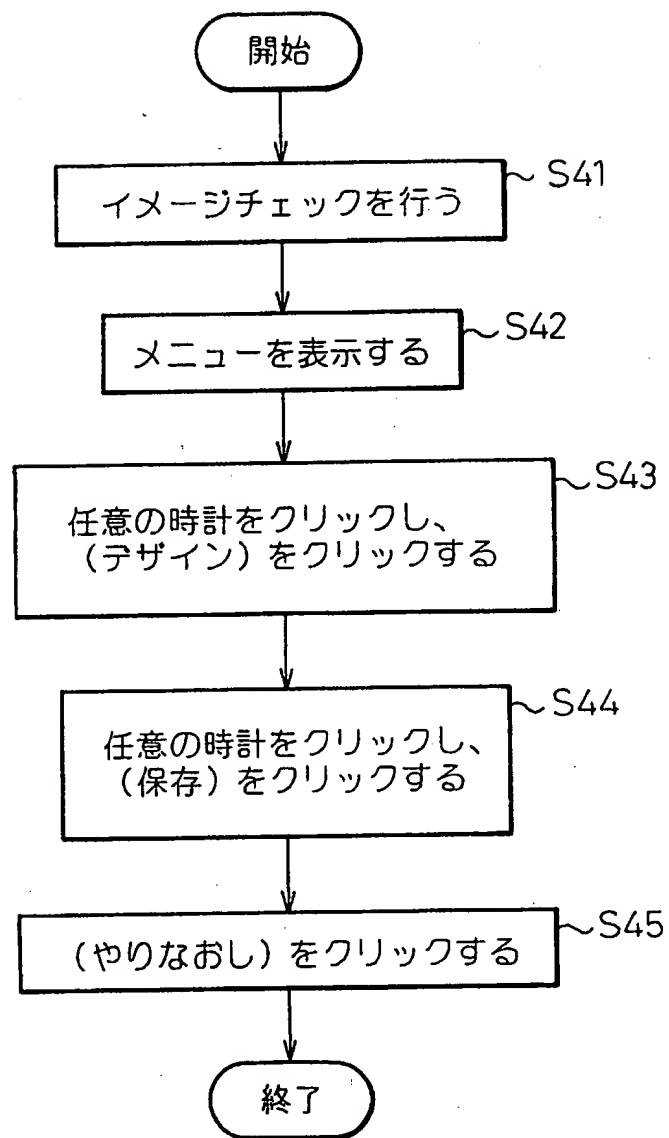 開始
イメージチェックを行う
S41
メニューを表示する
S42
任意の時計をクリックし、
(デザイン)をクリックする
S43
任意の時計をクリックし、
(保存)をクリックする
S44
(やりなおし)をクリックする
S45
終了